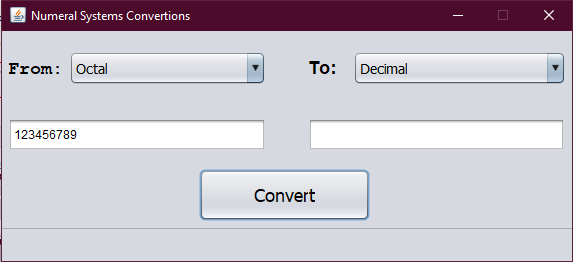 Numeral Systems Convertions
From: Octal To: Decimal
123456789
Convert